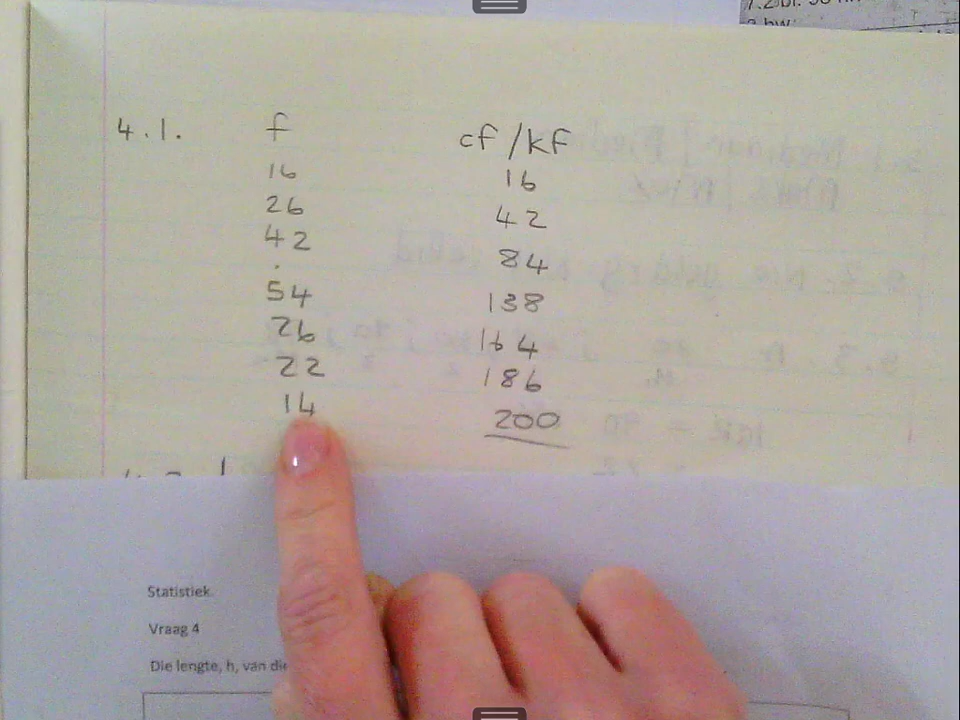 4.1. f cf/kf
16 16
26 42
42 84
54 138
26 164
22 186
14 200
Statistiek
Vraag 4
Die lengte, h, van die